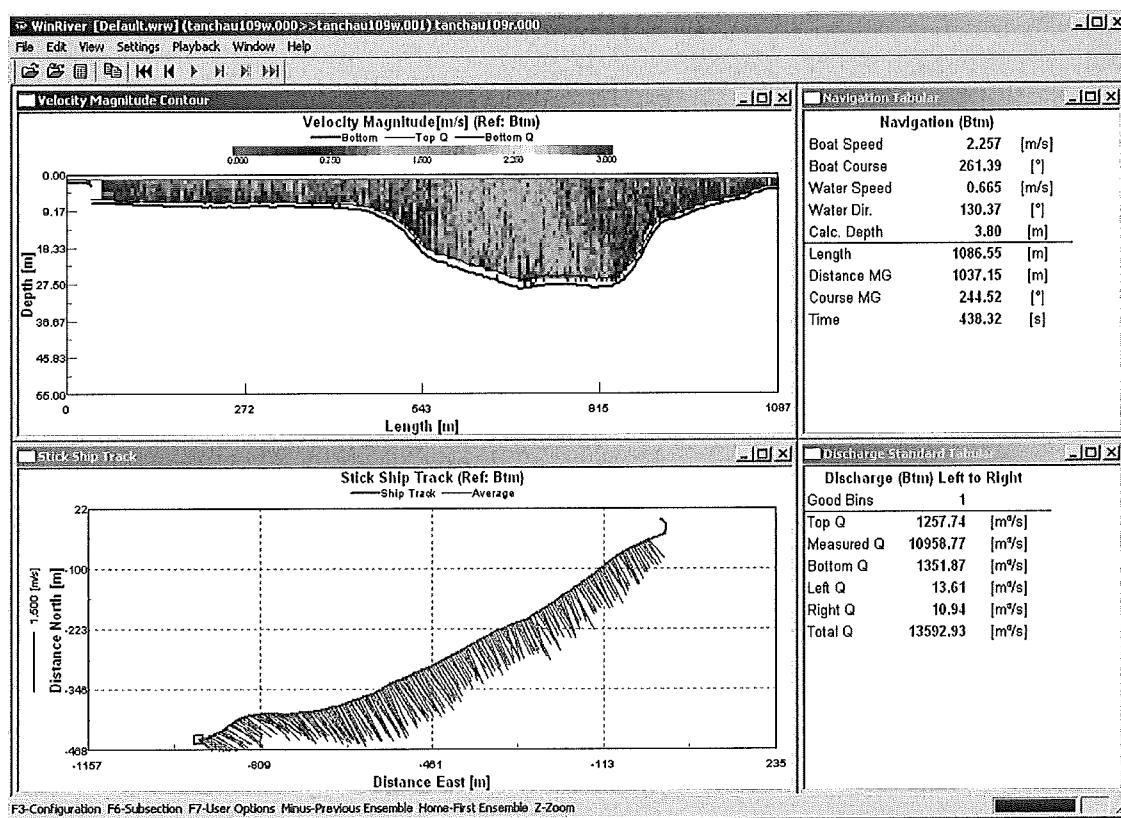 WinRiver [Default.wrw] (tanchau109w.000>>tanchau109w.001) tanchau109r.000
File Edit View Settings Playback Window Help
Velocity Magnitude Contour
Velocity Magnitude[m/s] (Ref: Btm)
Bottom Top Q Bottom Q
0.000 0.750 1.500 2.250 3.000
0.00
9.17
18.33
27.50
36.67
45.83
55.00
Depth [m]
0 272 543 815 1087
Length [m]
Navigation Tabular
Navigation (Btm)
Boat Speed 2.257 [m/s]
Boat Course 261.39 [°]
Water Speed 0.665 [m/s]
Water Dir. 130.37 [°]
Calc. Depth 3.80 [m]
Length 1086.55 [m]
Distance MG 1037.15 [m]
Course MG 244.52 [°]
Time 438.32 [s]
Stick Ship Track
Stick Ship Track (Ref: Btm)
Ship Track Average
22
-100
-223
-348
-468
1.500 [m/s]
Distance North [m]
-1157 -809 -461 -113 235
Distance East [m]
Discharge Standard Tabular
Discharge (Btm) Left to Right
Good Bins 1
Top Q 1257.74 [m³/s]
Measured Q 10958.77 [m³/s]
Bottom Q 1351.87 [m³/s]
Left Q 13.61 [m³/s]
Right Q 10.94 [m³/s]
Total Q 13592.93 [m³/s]
F3-Configuration F6-Subsection F7-User Options Minus-Previous Ensemble Home-First Ensemble Z-Zoom